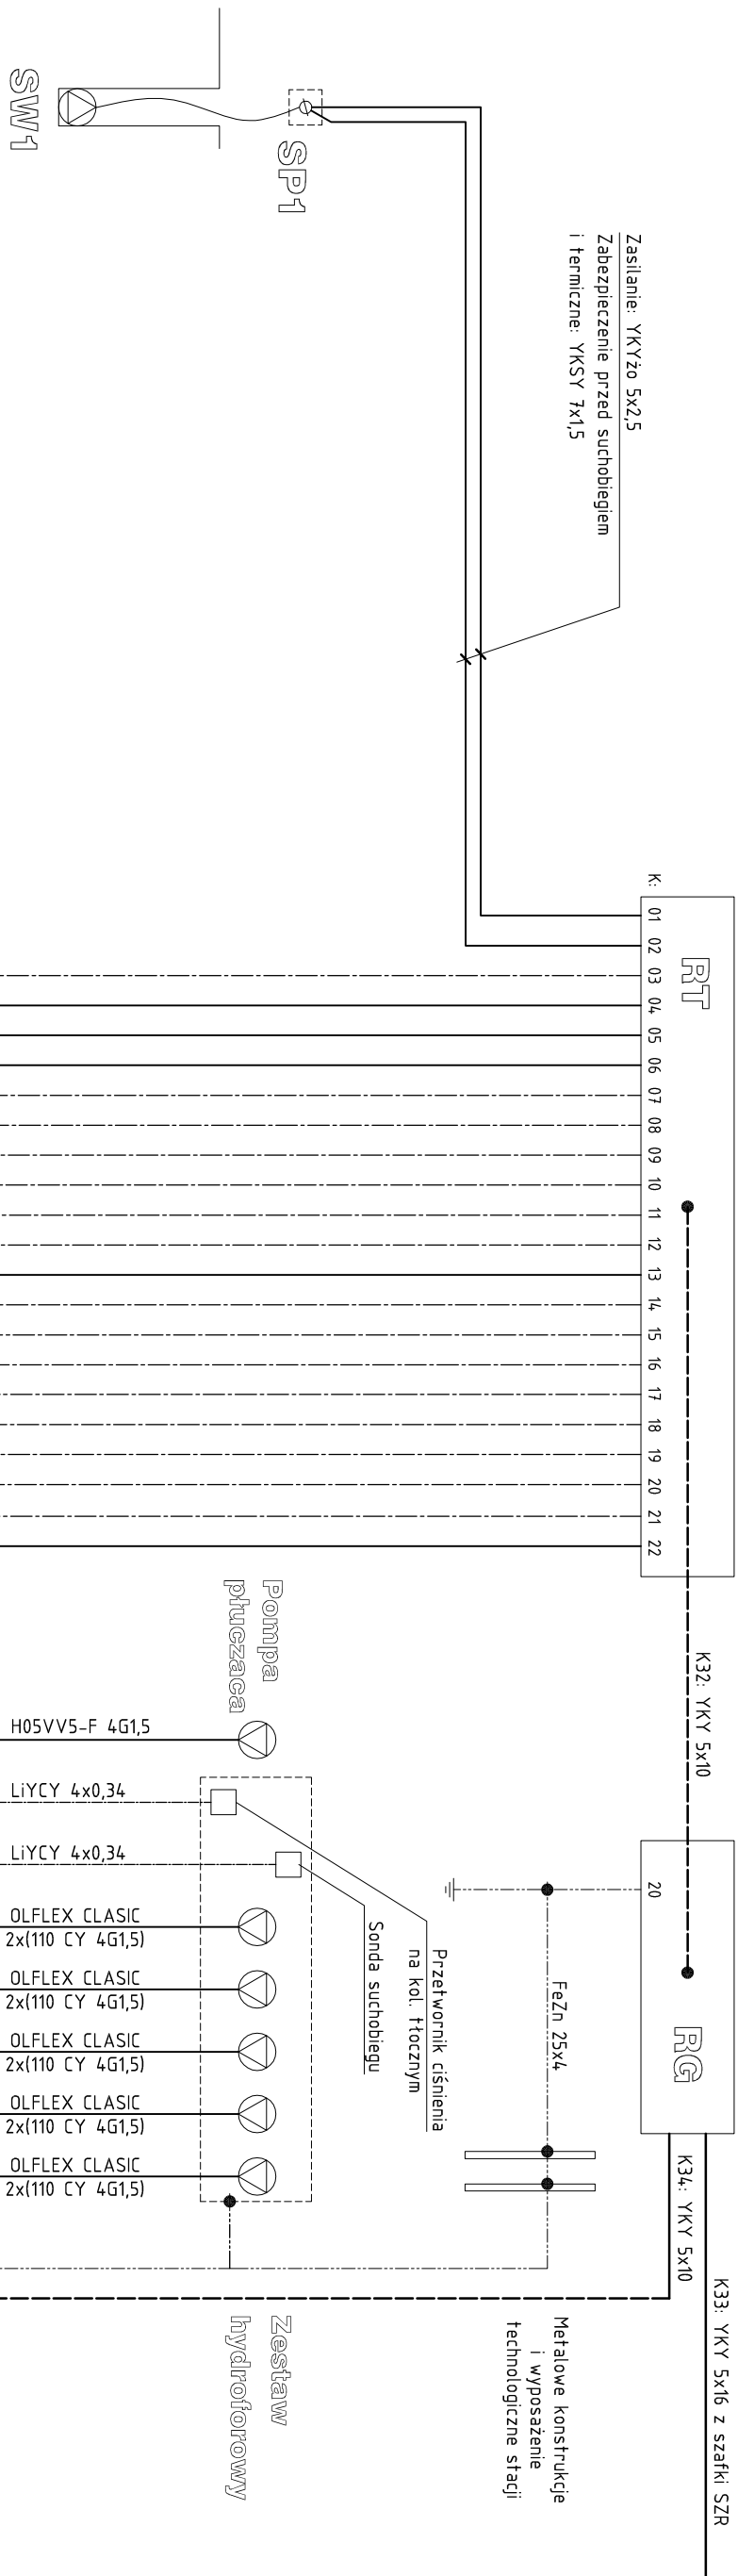 SW1
SP1
Zasilanie: YKYżo 5x2,5
Zabezpieczenie przed suchobiegiem
i termiczne: YKSY 7x1,5
K:
01
02
03
04
05
06
07
08
09
10
11
12
13
14
15
16
17
18
19
20
21
22
RT
K32: YKY 5x10
20
RG
FeZn 25x4
K34: YKY 5x10
K33: YKY 5x16 z szafki SZR
Pompa
płucząca
H05VV5-F 4G1,5
LiYCY 4x0,34
LiYCY 4x0,34
OLFLEX CLASIC
2x(110 CY 4G1,5)
OLFLEX CLASIC
2x(110 CY 4G1,5)
OLFLEX CLASIC
2x(110 CY 4G1,5)
OLFLEX CLASIC
2x(110 CY 4G1,5)
OLFLEX CLASIC
2x(110 CY 4G1,5)
Przetwornik ciśnienia
na kol. tłocznym
Sonda suchobiegu
Metalowe konstrukcje
i wyposażenie
technologiczne stacji
Zestaw
hydroforowy